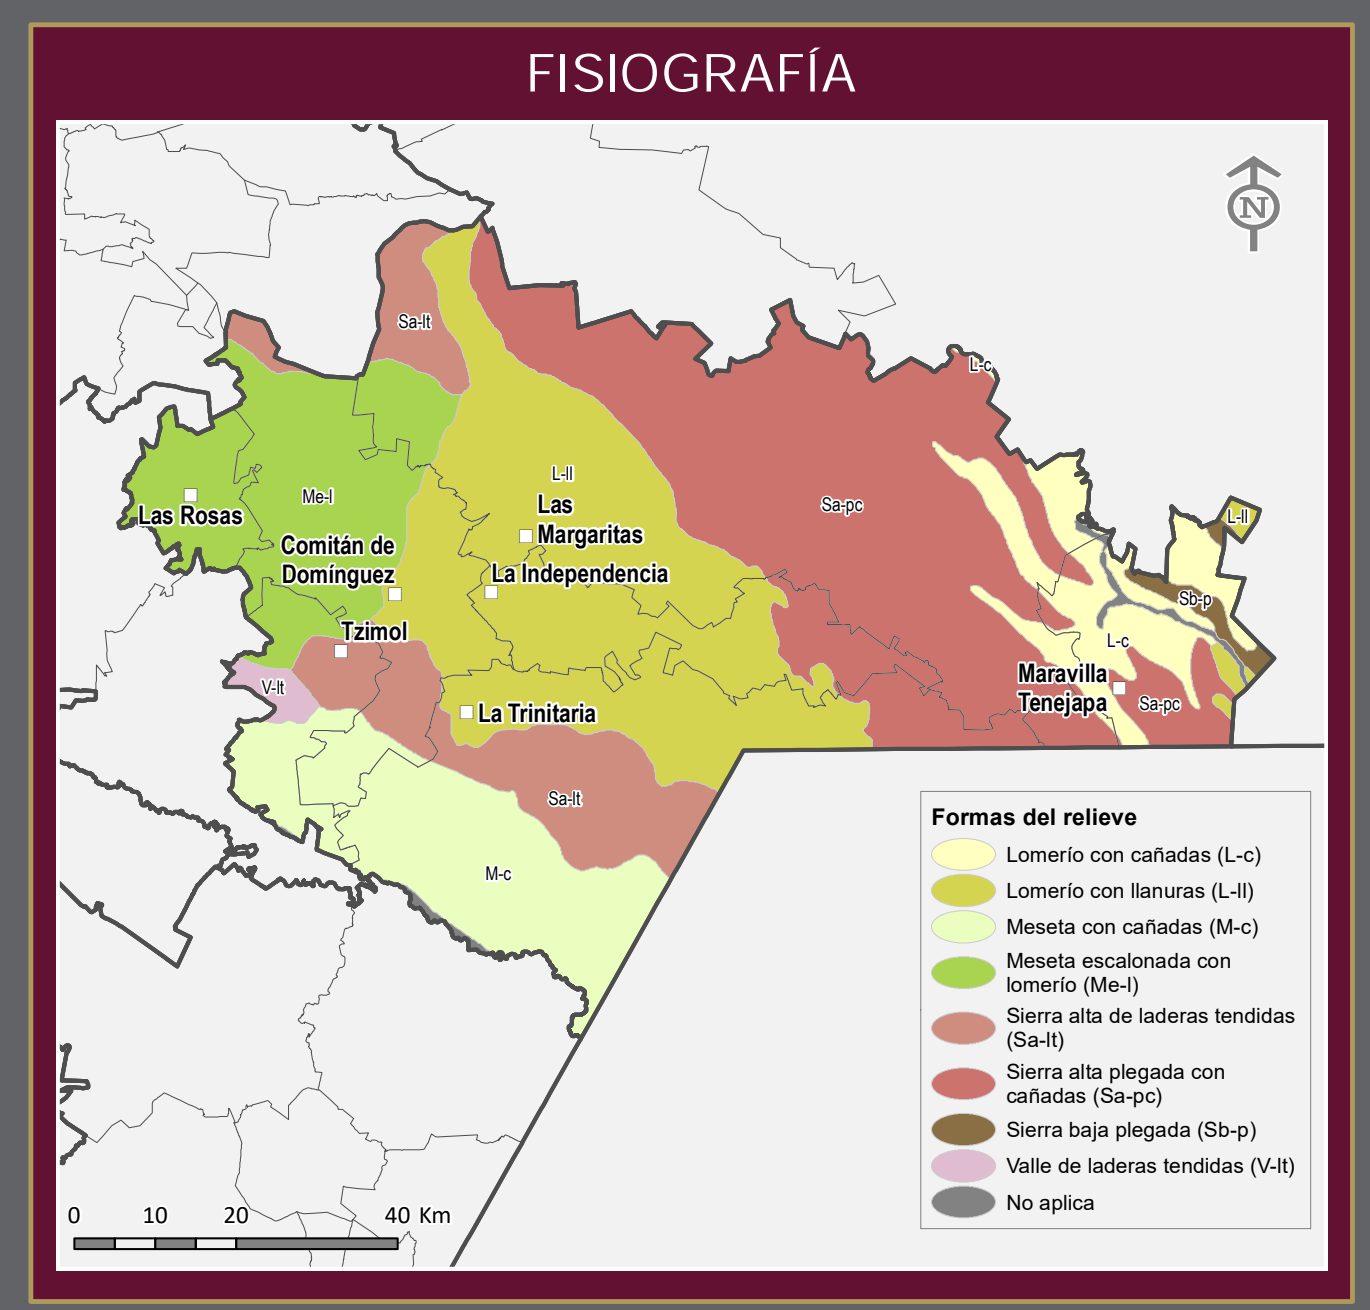 FISIOGRAFÍA
N
Sa-lt
L-c
L-ll
Me-l
Las
Margaritas
Sa-pc
L-ll
Las Rosas
Comitán de
Domínguez
La Independencia
Sb-p
Tzimol
L-c
V-lt
Maravilla
Tenejapa
La Trinitaria
Sa-pc
Sa-lt
M-c
Formas del relieve
Lomerío con cañadas (L-c)
Lomerío con llanuras (L-ll)
Meseta con cañadas (M-c)
Meseta escalonada con
lomerío (Me-l)
Sierra alta de laderas tendidas
(Sa-lt)
Sierra alta plegada con
cañadas (Sa-pc)
Sierra baja plegada (Sb-p)
Valle de laderas tendidas (V-lt)
No aplica
0 10 20 40 Km